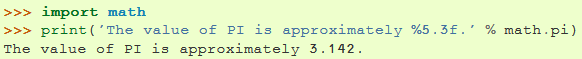 >>> import math
>>> print('The value of PI is approximately %5.3f.' % math.pi)
The value of PI is approximately 3.142.